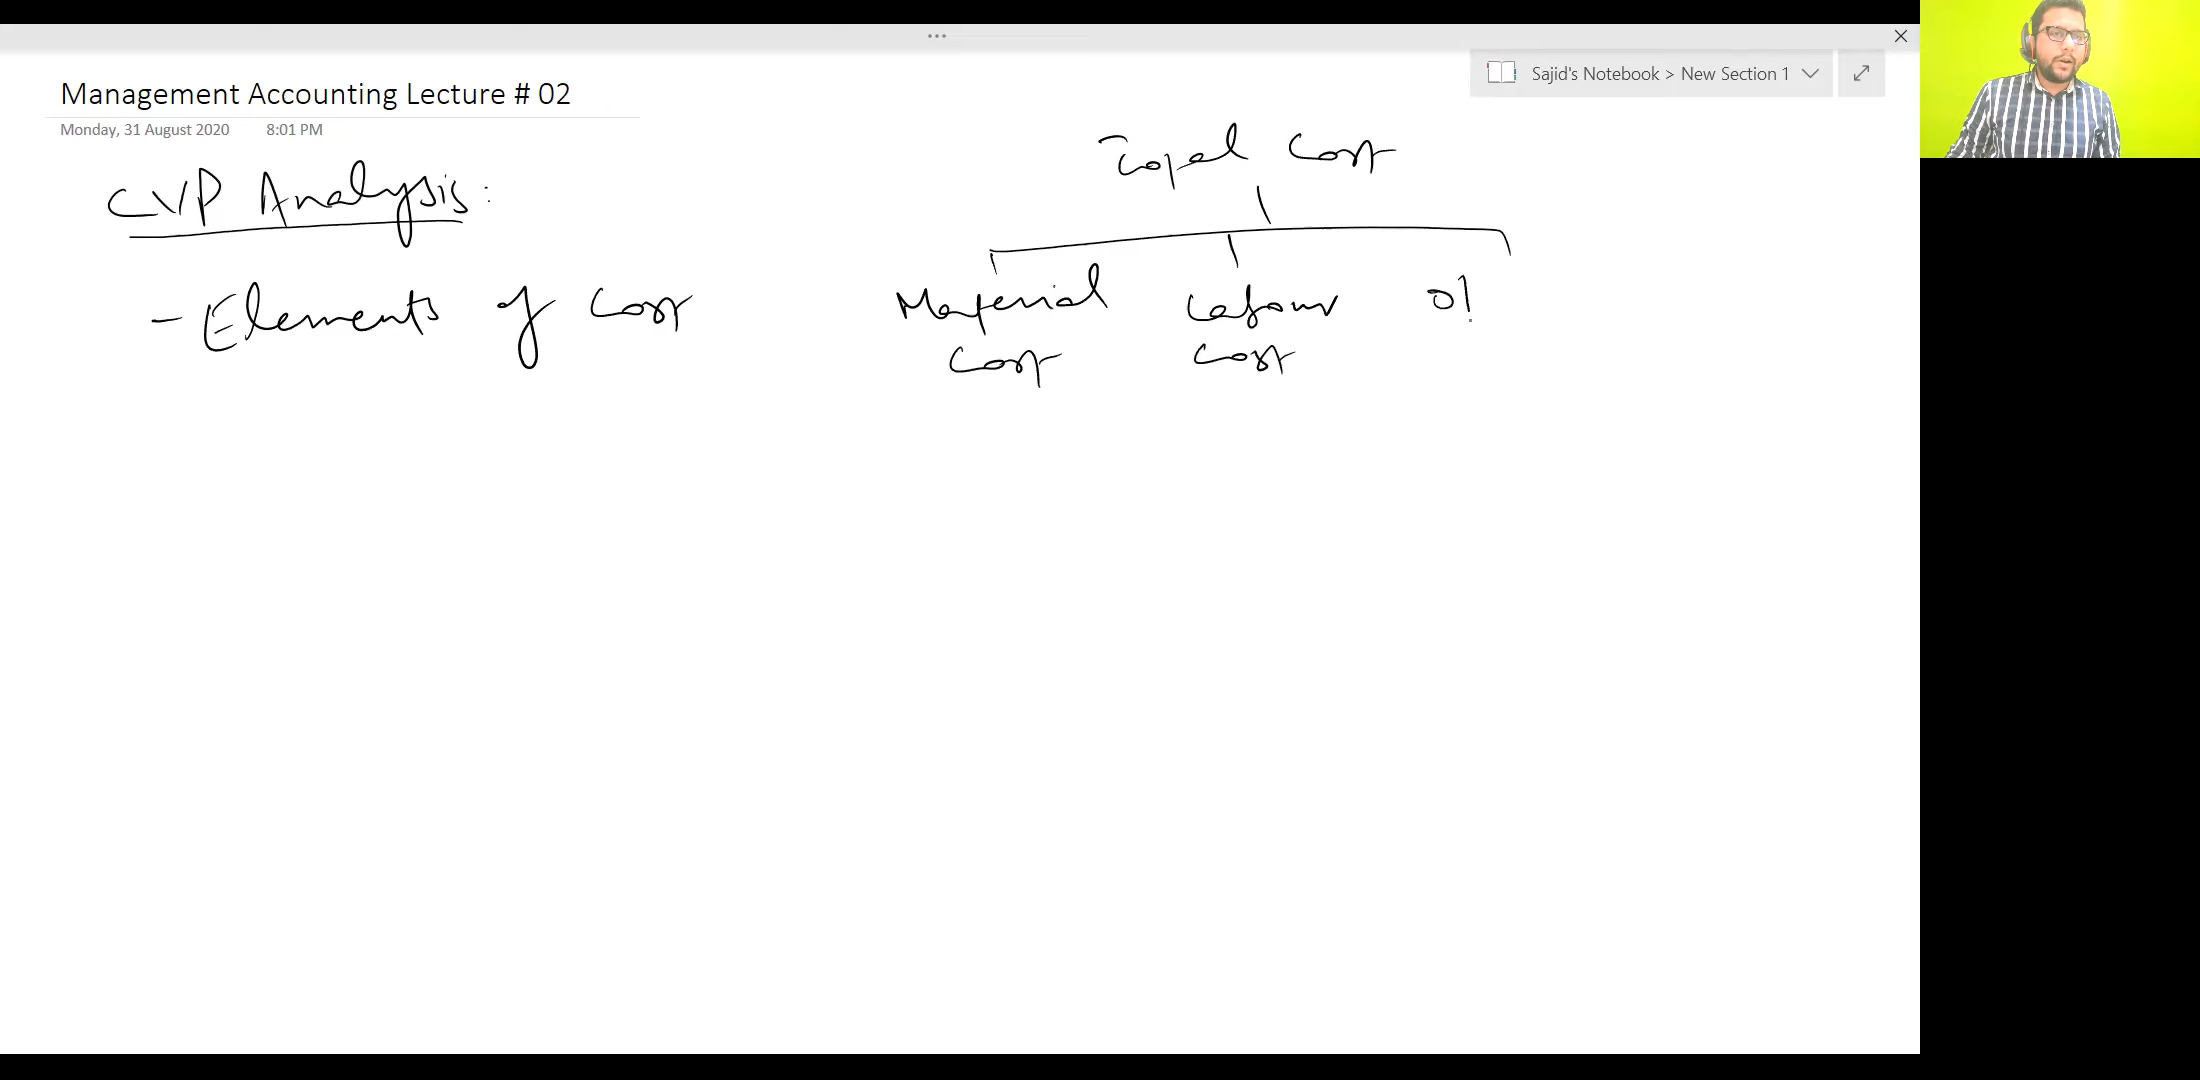 Sajid's Notebook > New Section 1
Management Accounting Lecture # 02
Monday, 31 August 2020 8:01 PM
CVP Analysis:
- Elements of Cost
Total Cost
Material Labour
Cost Cost